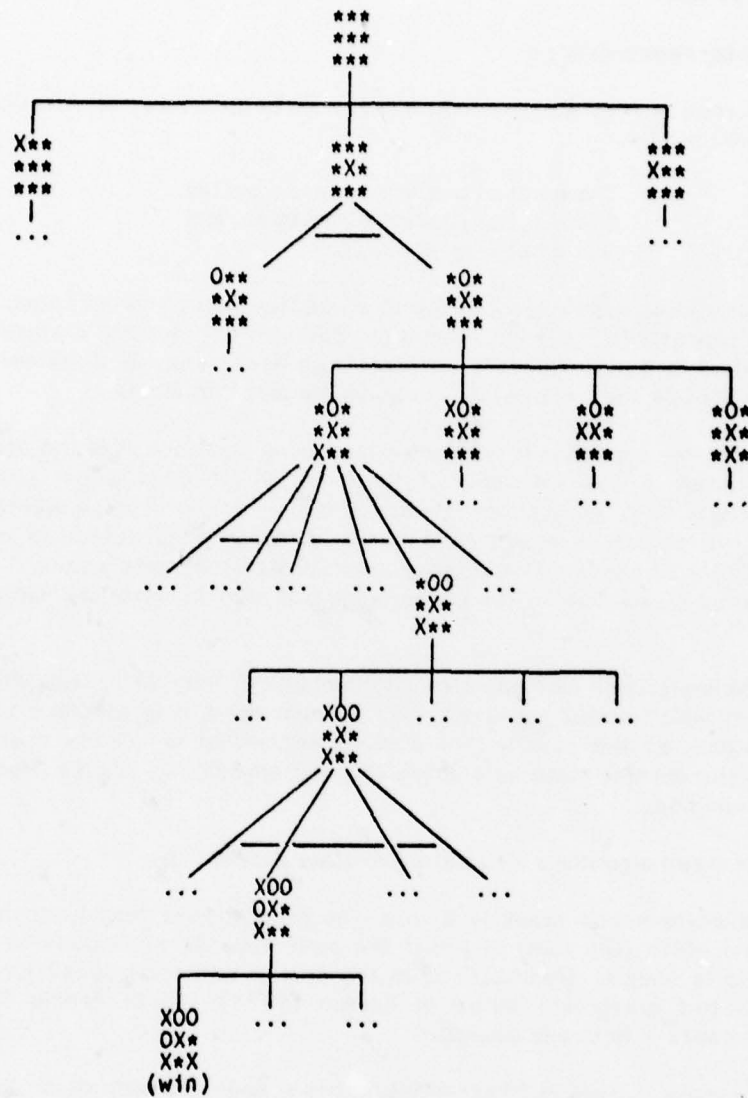 ***
***
***
X** *** ***
*** *X* X**
*** *** ***
... ...
O** *O*
*X* *X*
*** ***
...
*O* XO* *O* *O*
*X* *X* XX* *X*
X** *** *** *X*
... ... ...
... ... ... ... ...
*OO
*X*
X**
... XOO ... ... ...
*X*
X**
... ... ...
XOO
OX*
X**
XOO ... ...
OX*
X*X
(win)